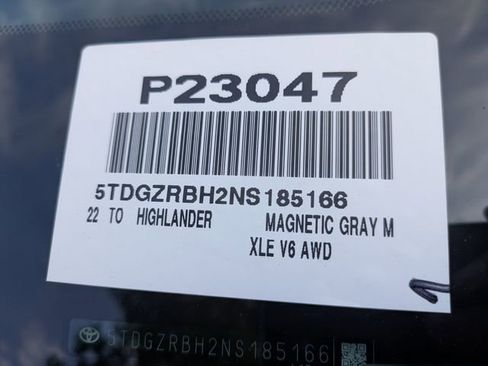 P23047
5TDGZRBH2NS185166
22 TO HIGHLANDER MAGNETIC GRAY M
XLE V6 AWD
5TDGZRBH2NS185166